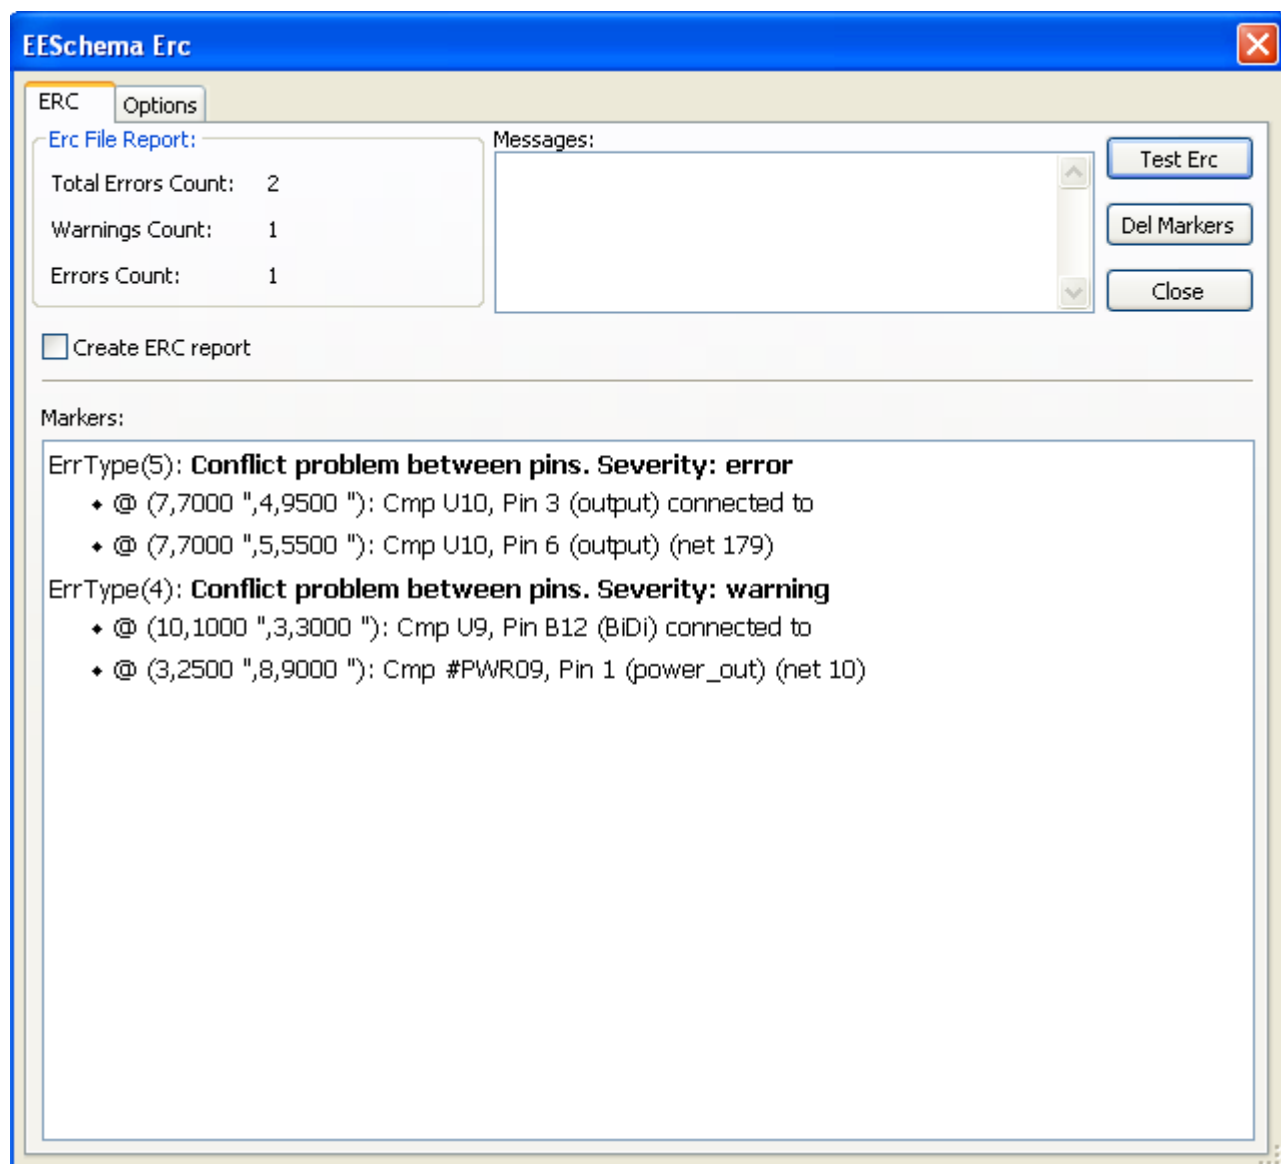 EESchema Erc
ERC
Options
Erc File Report:
Total Errors Count: 2
Warnings Count: 1
Errors Count: 1
Messages:
Test Erc
Del Markers
Close
Create ERC report
Markers:
ErrType(5): Conflict problem between pins. Severity: error
• @ (7,7000 ",4,9500 "): Cmp U10, Pin 3 (output) connected to
• @ (7,7000 ",5,5500 "): Cmp U10, Pin 6 (output) (net 179)
ErrType(4): Conflict problem between pins. Severity: warning
• @ (10,1000 ",3,3000 "): Cmp U9, Pin B12 (BiDi) connected to
• @ (3,2500 ",8,9000 "): Cmp #PWR09, Pin 1 (power_out) (net 10)